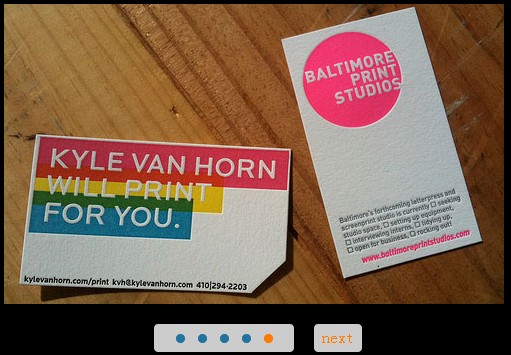 KYLE VAN HORN
WILL PRINT
FOR YOU.
kylevanhorn.com/print kvh@kylevanhorn.com 410|294-2203
BALTIMORE
PRINT
STUDIOS
Baltimore's forthcoming letterpress and
screenprint studio is currently ☐ seeking
studio space, ☐ setting up equipment,
☐ interviewing interns, ☐ tidying up,
☐ open for business, ☐ rocking out!
www.baltimoreprintstudios.com
next